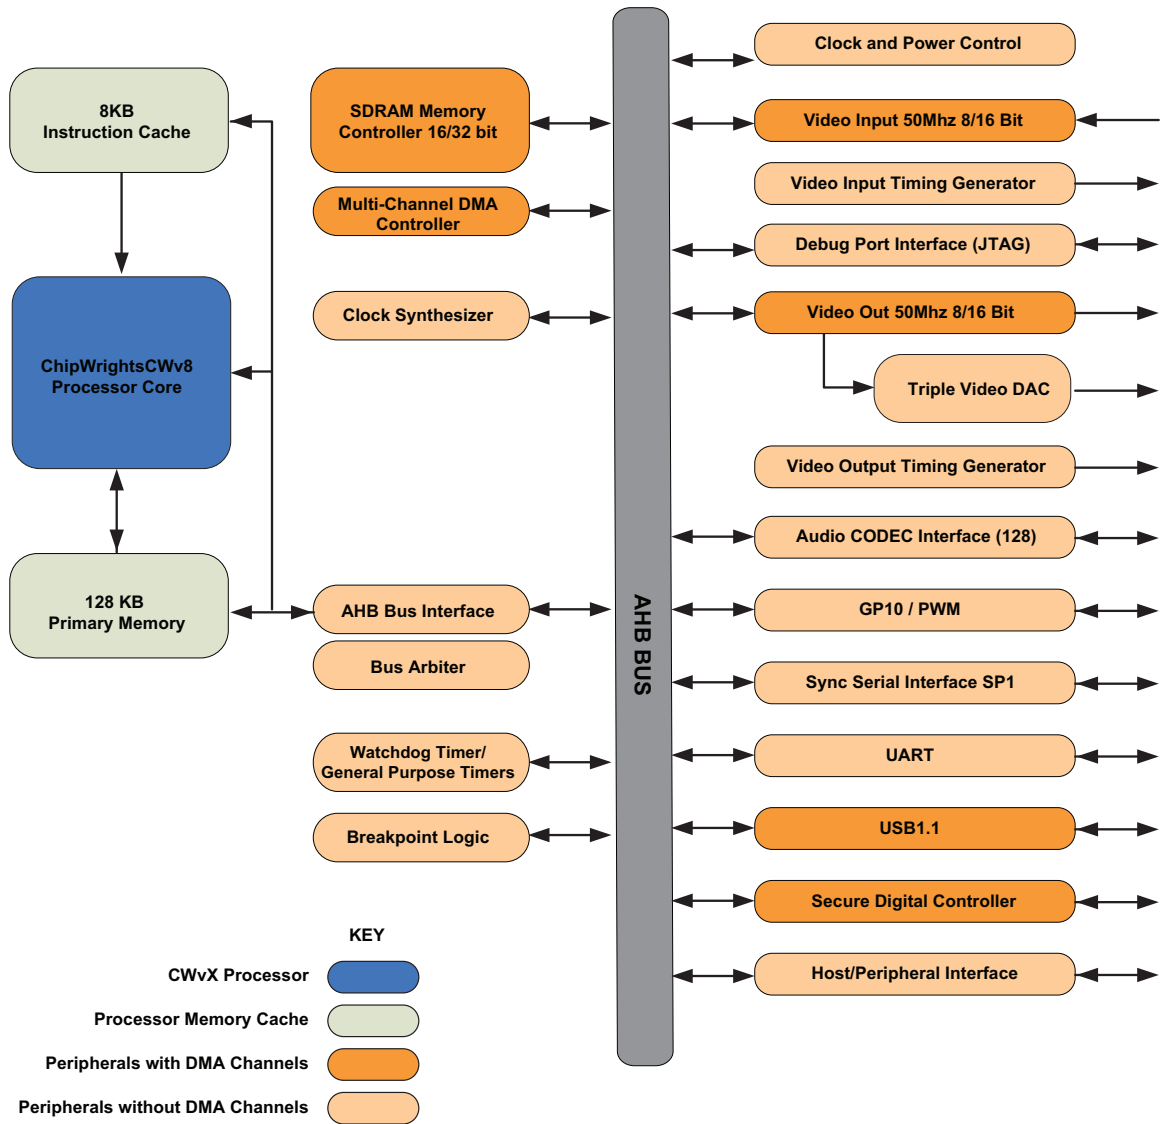 8KB
Instruction Cache
ChipWrightsCWv8
Processor Core
128 KB
Primary Memory
SDRAM Memory
Controller 16/32 bit
Multi-Channel DMA
Controller
Clock Synthesizer
AHB Bus Interface
Bus Arbiter
Watchdog Timer/
General Purpose Timers
Breakpoint Logic
AHB BUS
Clock and Power Control
Video Input 50Mhz 8/16 Bit
Video Input Timing Generator
Debug Port Interface (JTAG)
Video Out 50Mhz 8/16 Bit
Triple Video DAC
Video Output Timing Generator
Audio CODEC Interface (128)
GP10 / PWM
Sync Serial Interface SP1
UART
USB1.1
Secure Digital Controller
Host/Peripheral Interface
KEY
CWvX Processor
Processor Memory Cache
Peripherals with DMA Channels
Peripherals without DMA Channels